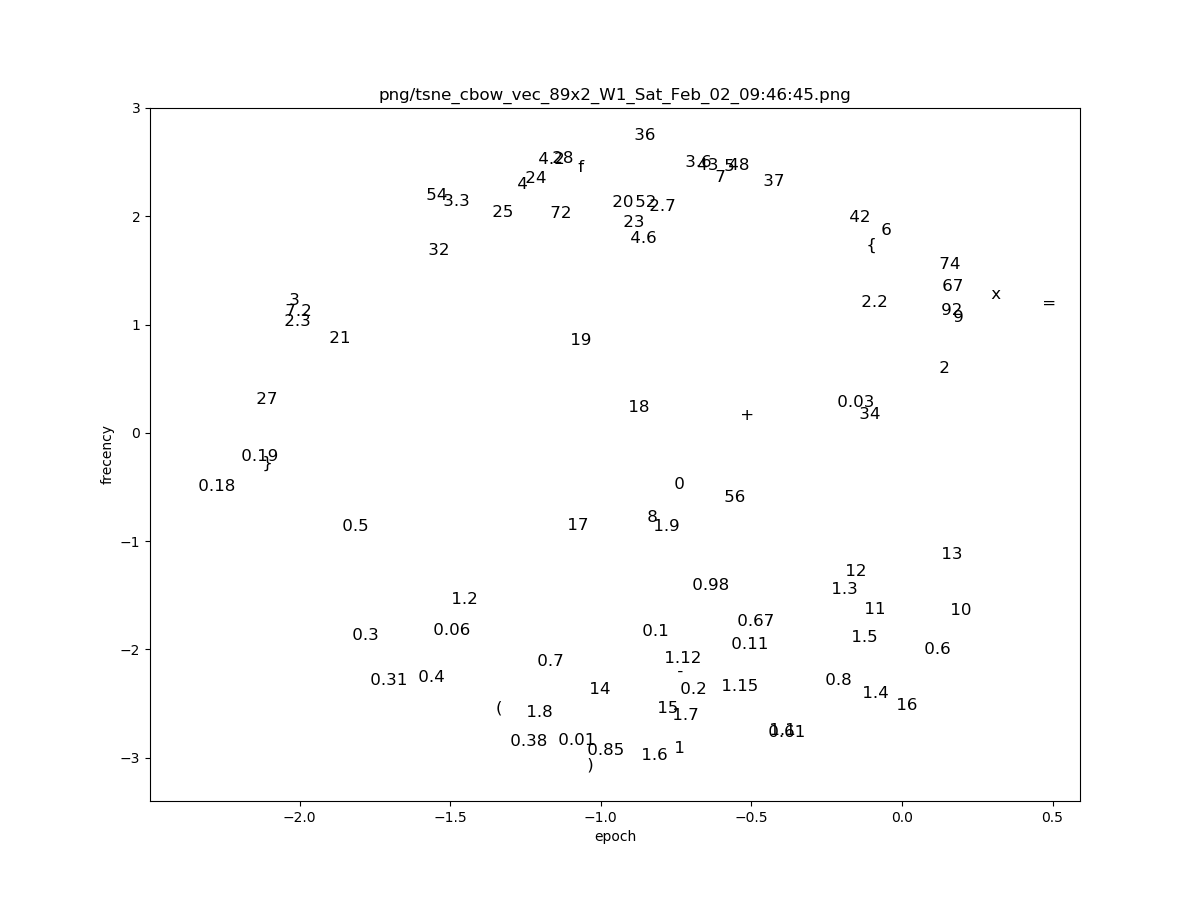 png/tsne_cbow_vec_89x2_W1_Sat_Feb_02_09:46:45.png
3
36
4.2 28 f 3.6 43 5 48
4 24 7 37
54 3.3 20 52 2.7
25 72 42
23 6
4.6 {
32
74
67
3 x
7.2 2.2 92 =
2.3 9
21 19
2
27
18 0.03
+ 34
0.19 }
0.18 0
56
0.5 17 8 1.9
13
12
0.98 1.3
1.2
11 10
0.3 0.06 0.1 0.67 1.5
0.11 0.6
0.7 1.12
0.31 0.4 -
14 0.2 1.15 0.8 1.4
( 1.8 15 1.7 16
0.38 0.01 0.61
0.85 1.6 1
)
2
1
0
−1
−2
−3
frecency
−2.0 −1.5 −1.0 −0.5 0.0 0.5
epoch